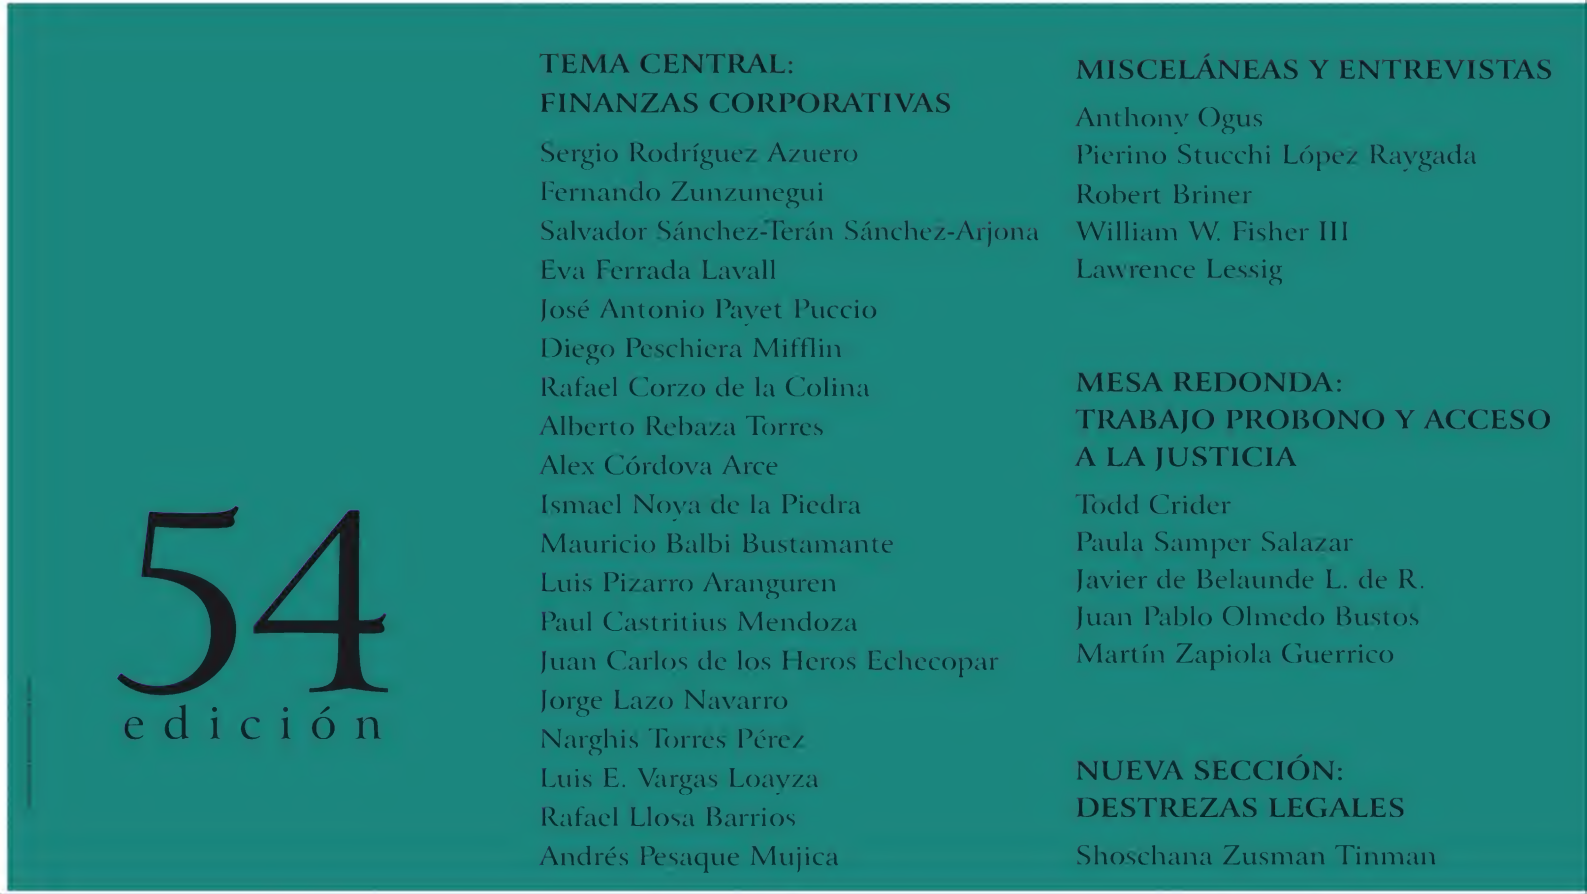 54
edición
TEMA CENTRAL:
FINANZAS CORPORATIVAS
Sergio Rodríguez Azuero
Fernando Zunzunegui
Salvador Sánchez-Terán Sánchez-Arjona
Eva Ferrada Lavall
José Antonio Payet Puccio
Diego Peschiera Mifflin
Rafael Corzo de la Colina
Alberto Rebaza Torres
Alex Córdova Arce
Ismael Noya de la Piedra
Mauricio Balbi Bustamante
Luis Pizarro Aranguren
Paul Castritius Mendoza
Juan Carlos de los Heros Echecopar
Jorge Lazo Navarro
Narghis Torres Pérez
Luis E. Vargas Loayza
Rafael Llosa Barrios
Andrés Pesaque Mujica
MISCELÁNEAS Y ENTREVISTAS
Anthony Ogus
Pierino Stucchi López Raygada
Robert Briner
William W. Fisher III
Lawrence Lessig
MESA REDONDA:
TRABAJO PROBONO Y ACCESO
A LA JUSTICIA
Todd Crider
Paula Samper Salazar
Javier de Belaunde L. de R.
Juan Pablo Olmedo Bustos
Martín Zapiola Guerrico
NUEVA SECCIÓN:
DESTREZAS LEGALES
Shoschana Zusman Tinman